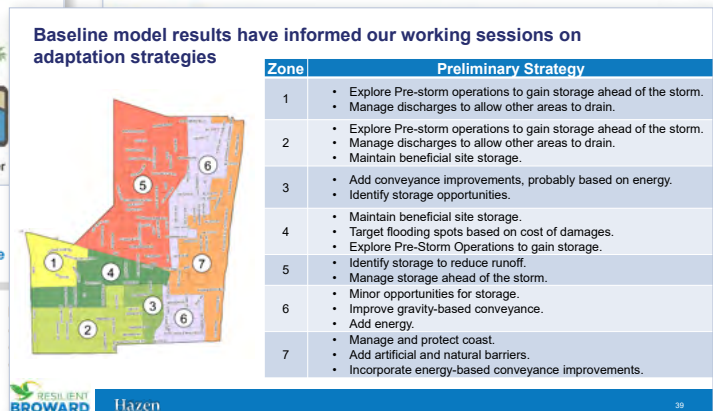 Baseline model results have informed our working sessions on
adaptation strategies
Zone
Preliminary Strategy
1
• Explore Pre-storm operations to gain storage ahead of the storm.
• Manage discharges to allow other areas to drain.
2
• Explore Pre-storm operations to gain storage ahead of the storm.
• Manage discharges to allow other areas to drain.
• Maintain beneficial site storage.
3
• Add conveyance improvements, probably based on energy.
• Identify storage opportunities.
4
• Maintain beneficial site storage.
• Target flooding spots based on cost of damages.
• Explore Pre-Storm Operations to gain storage.
5
• Identify storage to reduce runoff.
• Manage storage ahead of the storm.
6
• Minor opportunities for storage.
• Improve gravity-based conveyance.
• Add energy.
7
• Manage and protect coast.
• Add artificial and natural barriers.
• Incorporate energy-based conveyance improvements.
6
5
7
1
4
3
6
2
RESILIENT
BROWARD
Hazen
39